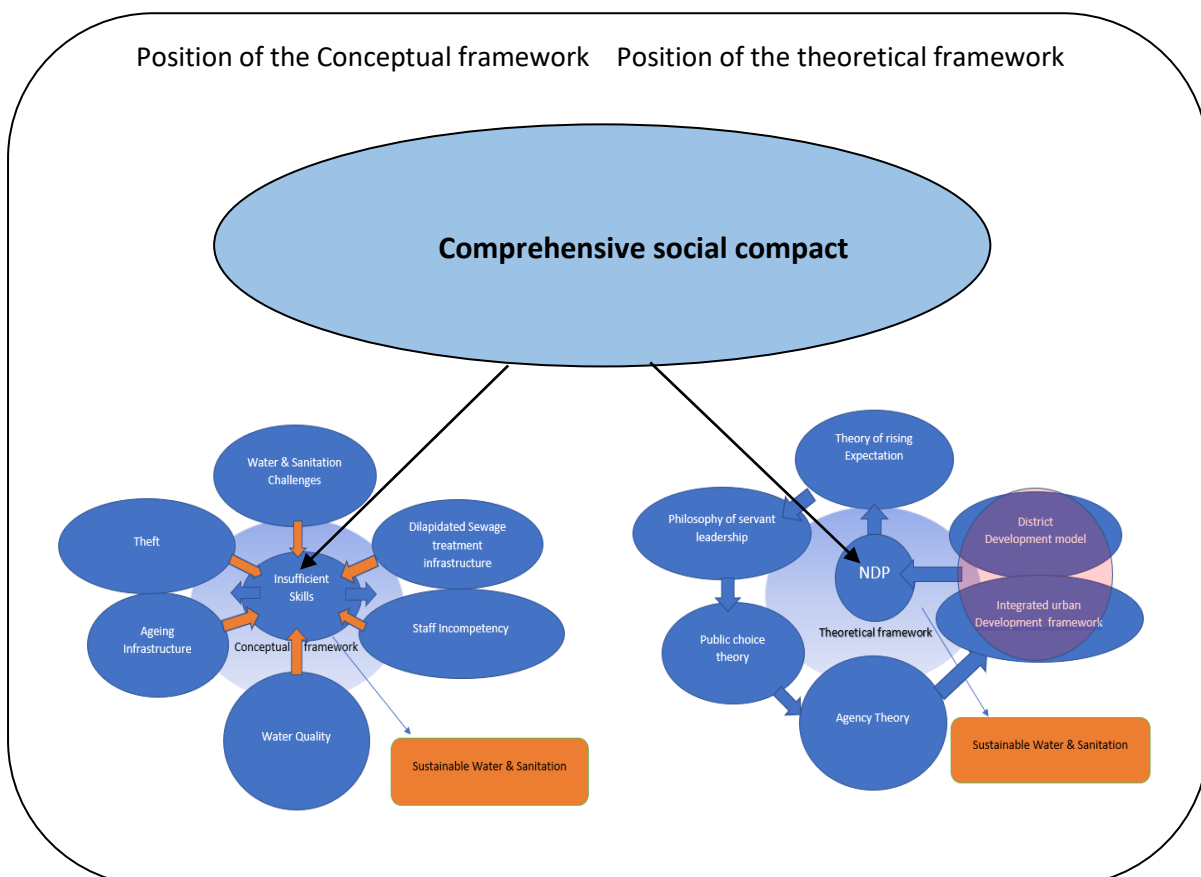 Position of the Conceptual framework Position of the theoretical framework
Comprehensive social compact
Water & Sanitation
Challenges
Theft
Dilapidated Sewage
treatment
infrastructure
Insufficient
Skills
Ageing
Infrastructure
Staff Incompetency
Conceptual framework
Water Quality
Sustainable Water & Sanitation
Theory of rising
Expectation
Philosophy of servant
leadership
District
Development model
NDP
Integrated urban
Development framework
Theoretical framework
Public choice
theory
Agency Theory
Sustainable Water & Sanitation